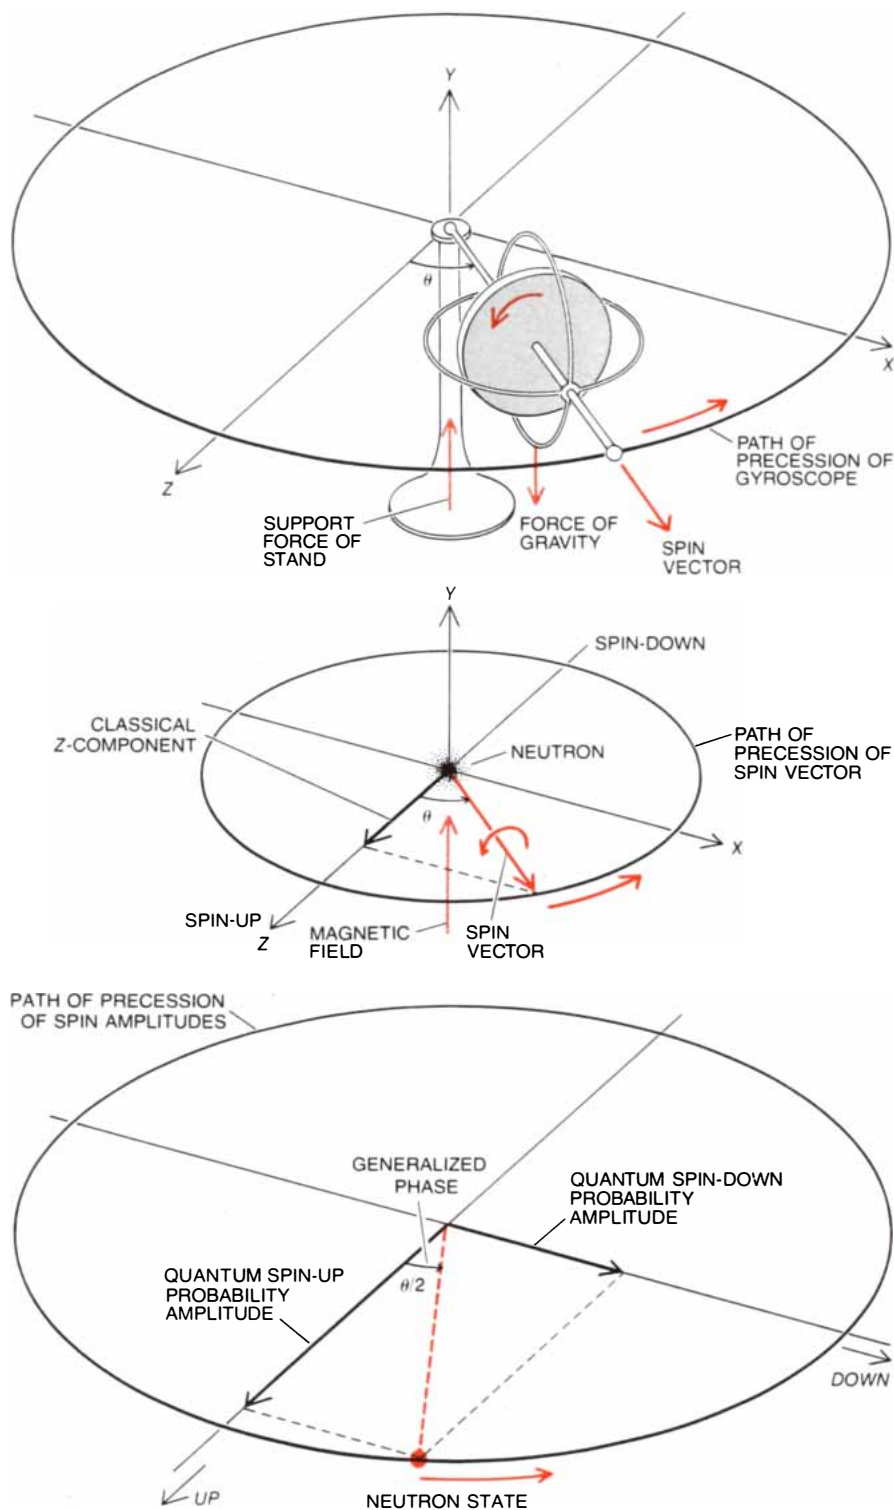 Y
θ
X
Z
PATH OF
PRECESSION OF
GYROSCOPE
SUPPORT
FORCE OF
STAND
FORCE OF
GRAVITY
SPIN
VECTOR
Y
SPIN-DOWN
CLASSICAL
Z-COMPONENT
NEUTRON
PATH OF
PRECESSION OF
SPIN VECTOR
θ
X
SPIN-UP
Z
MAGNETIC
FIELD
SPIN
VECTOR
PATH OF PRECESSION
OF SPIN AMPLITUDES
GENERALIZED
PHASE
QUANTUM SPIN-DOWN
PROBABILITY
AMPLITUDE
QUANTUM SPIN-UP
PROBABILITY
AMPLITUDE
θ/2
DOWN
UP
NEUTRON STATE